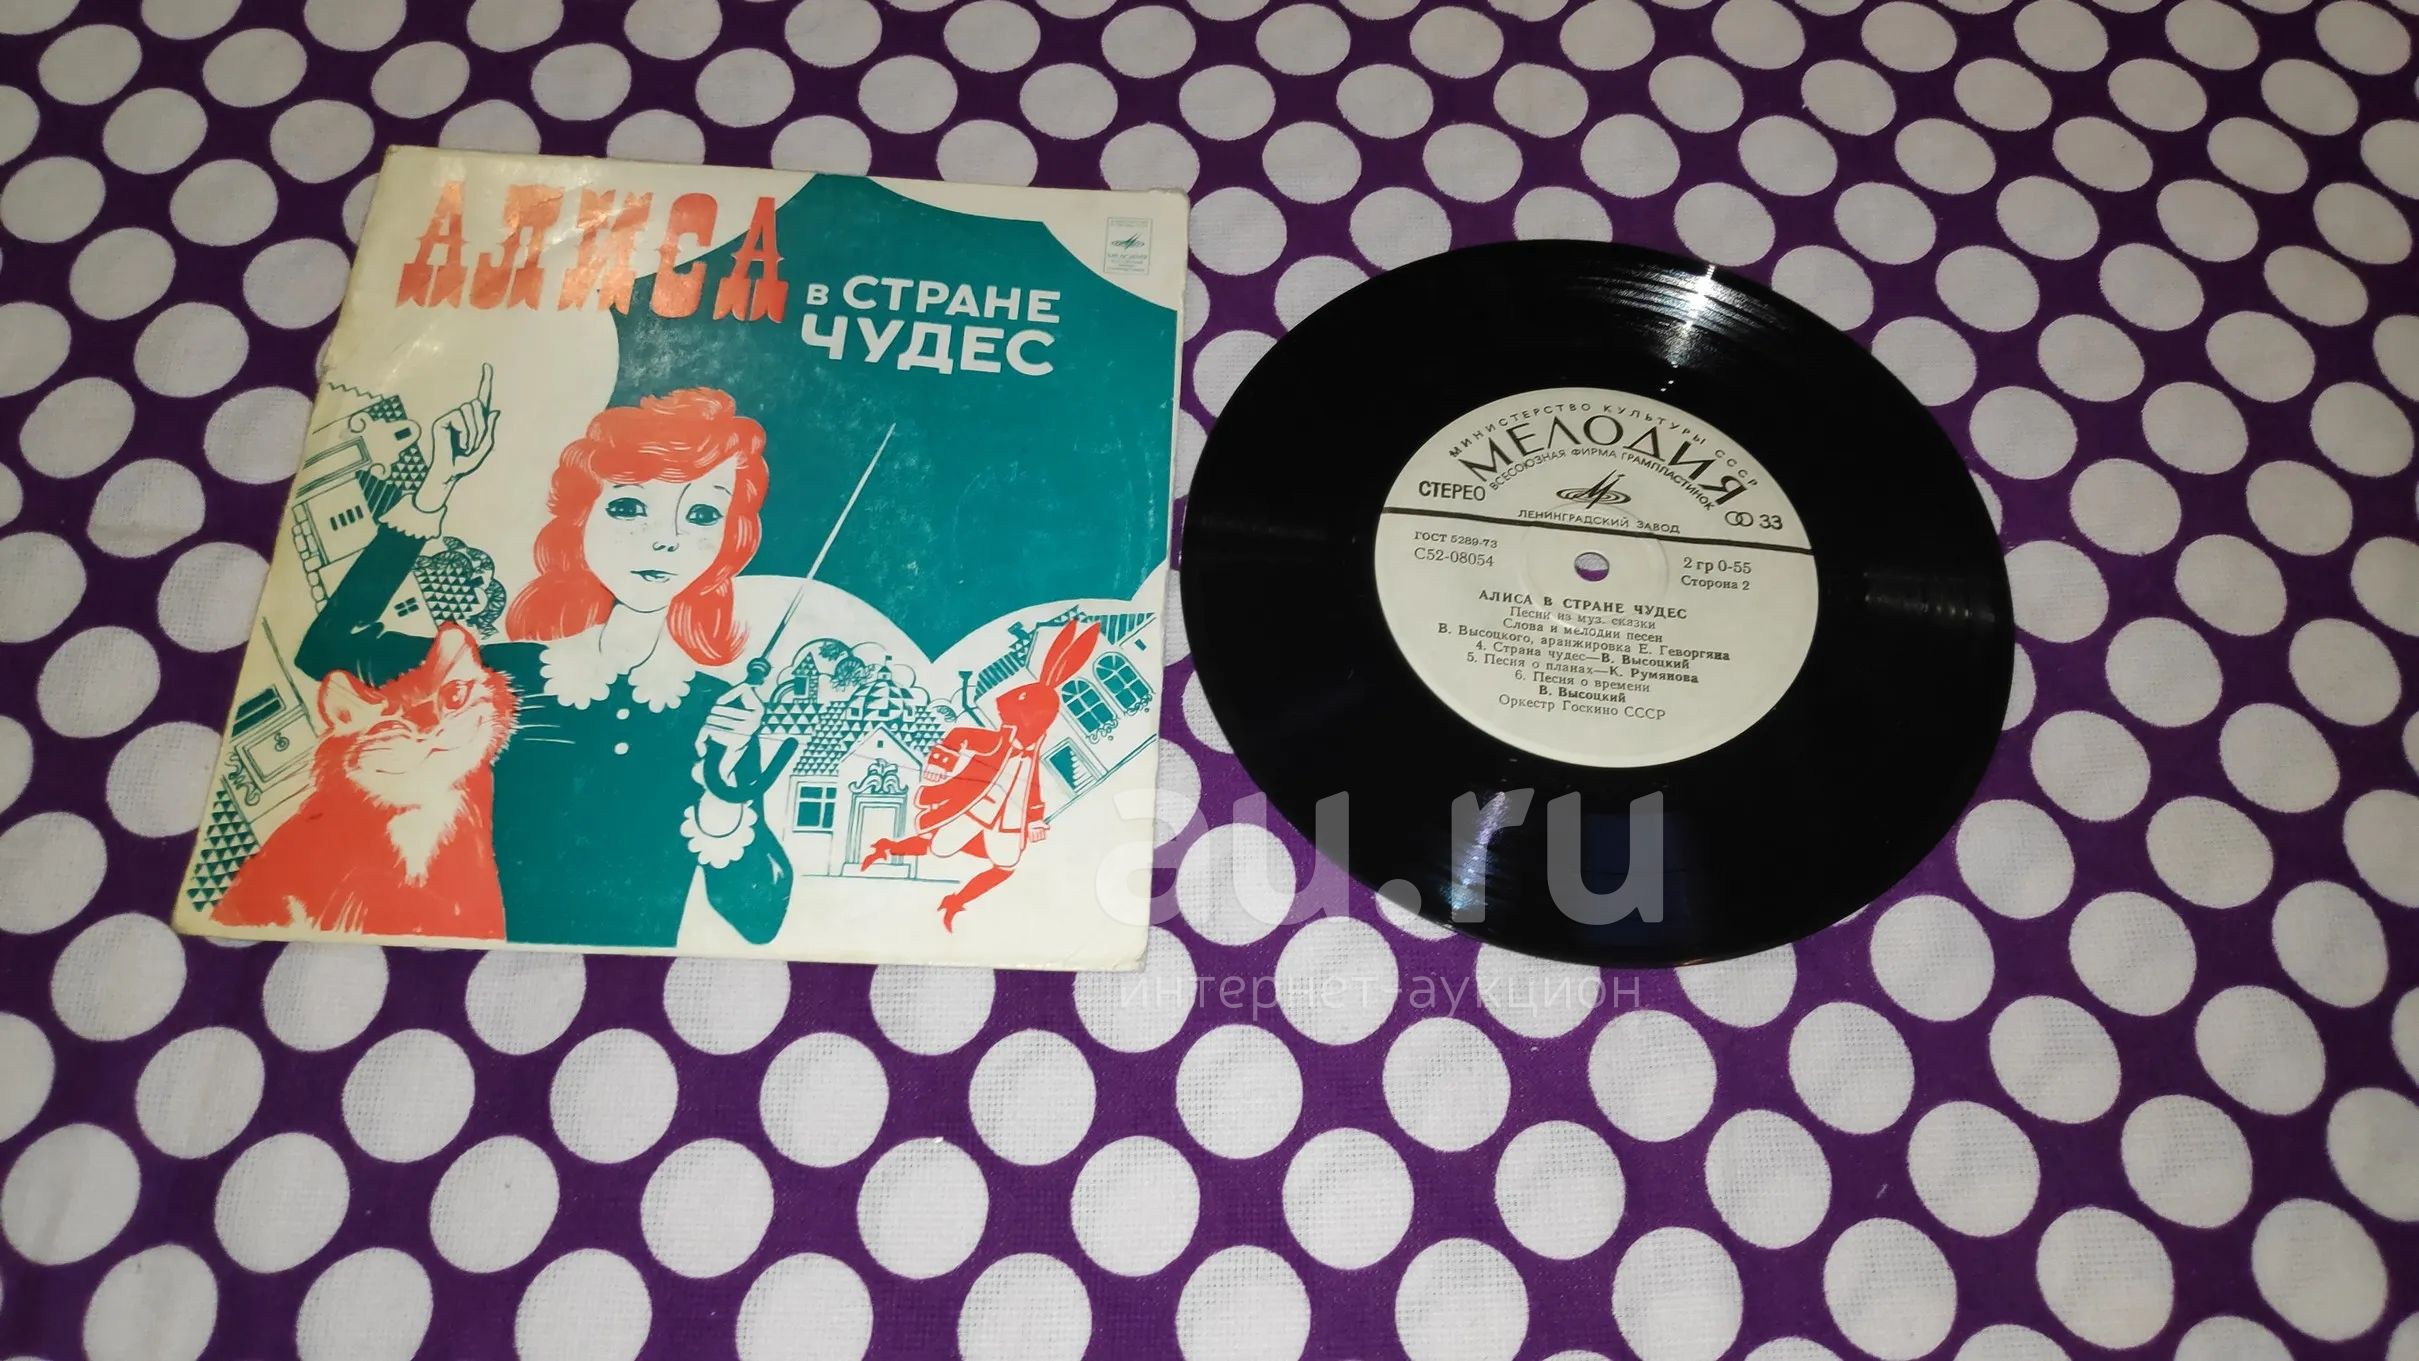 АЛИСА
В СТРАНЕ
ЧУДЕС
МИНИСТЕРСТВО КУЛЬТУРЫ СССР
МЕЛОДИЯ
ВСЕСОЮЗНАЯ ФИРМА ГРАМПЛАСТИНОК
СТЕРЕО
33
ЛЕНИНГРАДСКИЙ ЗАВОД
ГОСТ 5289-73
С52-08054
2 гр 0-55
Сторона 2
АЛИСА В СТРАНЕ ЧУДЕС
Песни из муз. сказки
Слова и мелодии песен
В. Высоцкого, аранжировка Е. Геворгяна
4. Страна чудес—В. Высоцкий
5. Песня о планах—К. Румянова
6. Песня о времени
В. Высоцкий
Оркестр Госкино СССР
au.ru
интернет-аукцион